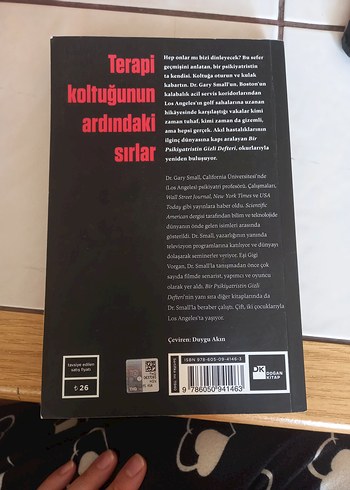 Terapi
koltuğunun
ardındaki
sırlar
Hep onlar mı bizi dinleyecek? Bu sefer
geçmişini anlatan, bir psikiyatristin
ta kendisi. Koltuğa oturun ve kulak
kabartın. Dr. Gary Small'un, Boston'un
kalabalık acil servis koridorlarından
Los Angeles'ın golf sahalarına uzanan
hikâyesinde karşılaştığı vakalar kimi
zaman tuhaf, kimi zaman da gizemli,
ama hepsi gerçek. Akıl hastalıklarının
ilginç dünyasına kapı aralayan Bir
Psikiyatristin Gizli Defteri, okurlarıyla
yeniden buluşuyor.
Dr. Gary Small, California Üniversitesi'nde
(Los Angeles) psikiyatri profesörü. Çalışmaları,
Wall Street Journal, New York Times ve USA
Today gibi yayınlara haber oldu. Scientific
American dergisi tarafından bilim ve teknolojide
dünyanın önde gelen isimleri arasında
gösterildi. Dr. Small, yazarlığının yanında
televizyon programlarına katılıyor ve dünyayı
dolaşarak seminerler veriyor. Eşi Gigi
Vorgan, Dr. Small'la tanışmadan önce çok
sayıda filmde senarist, yapımcı ve oyuncu
olarak yer aldı. Bir Psikiyatristin Gizli
Defteri'nin yanı sıra diğer kitaplarında da
Dr. Small'la beraber çalıştı. Çift, iki çocuklarıyla
Los Angeles'ta yaşıyor.
Çeviren: Duygu Akın
tavsiye edilen
satış fiyatı
₺ 26
ISBN 978-605-09-4146-3
9 786050 941463
DK
DOĞAN
KİTAP